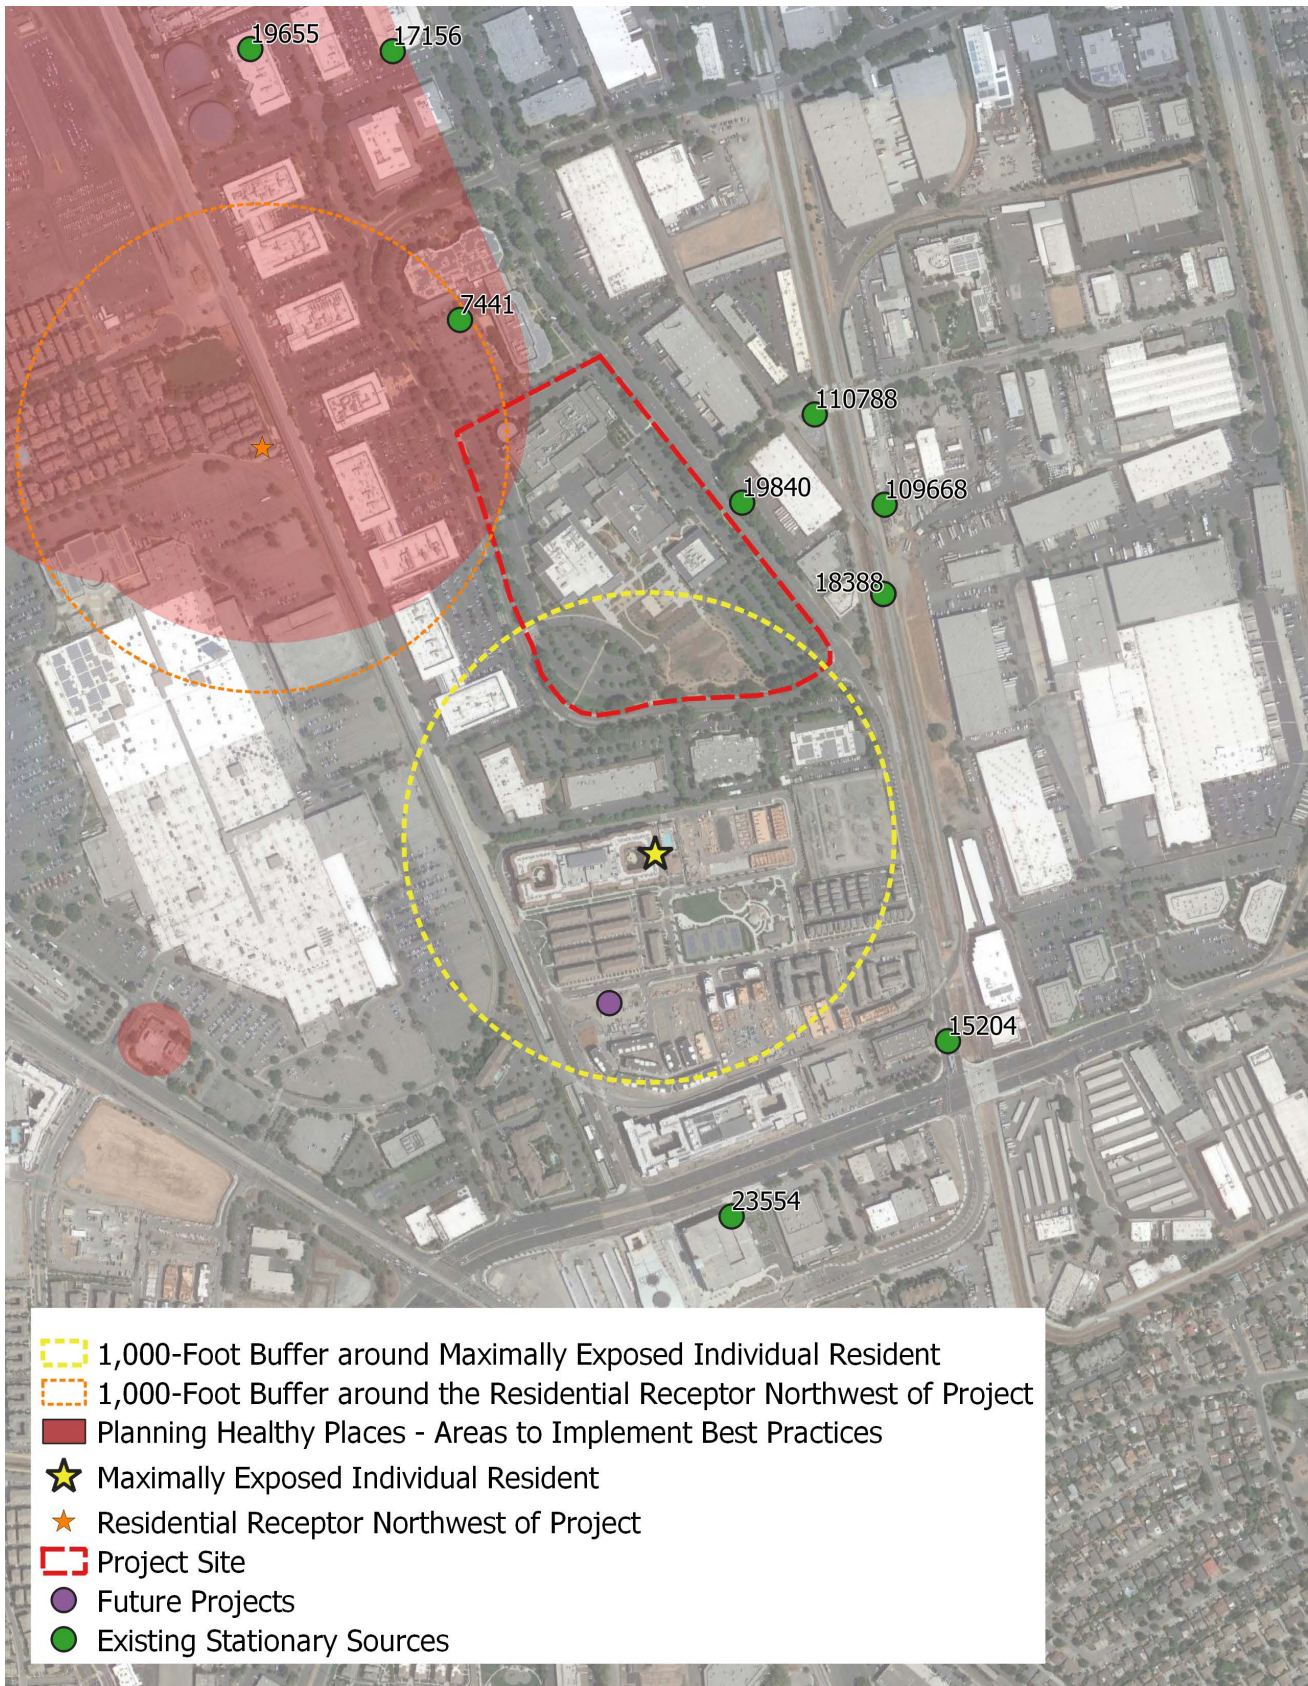 19655
17156
7441
110788
19840
109668
18388
15204
23554
1,000-Foot Buffer around Maximally Exposed Individual Resident
1,000-Foot Buffer around the Residential Receptor Northwest of Project
Planning Healthy Places - Areas to Implement Best Practices
Maximally Exposed Individual Resident
Residential Receptor Northwest of Project
Project Site
Future Projects
Existing Stationary Sources